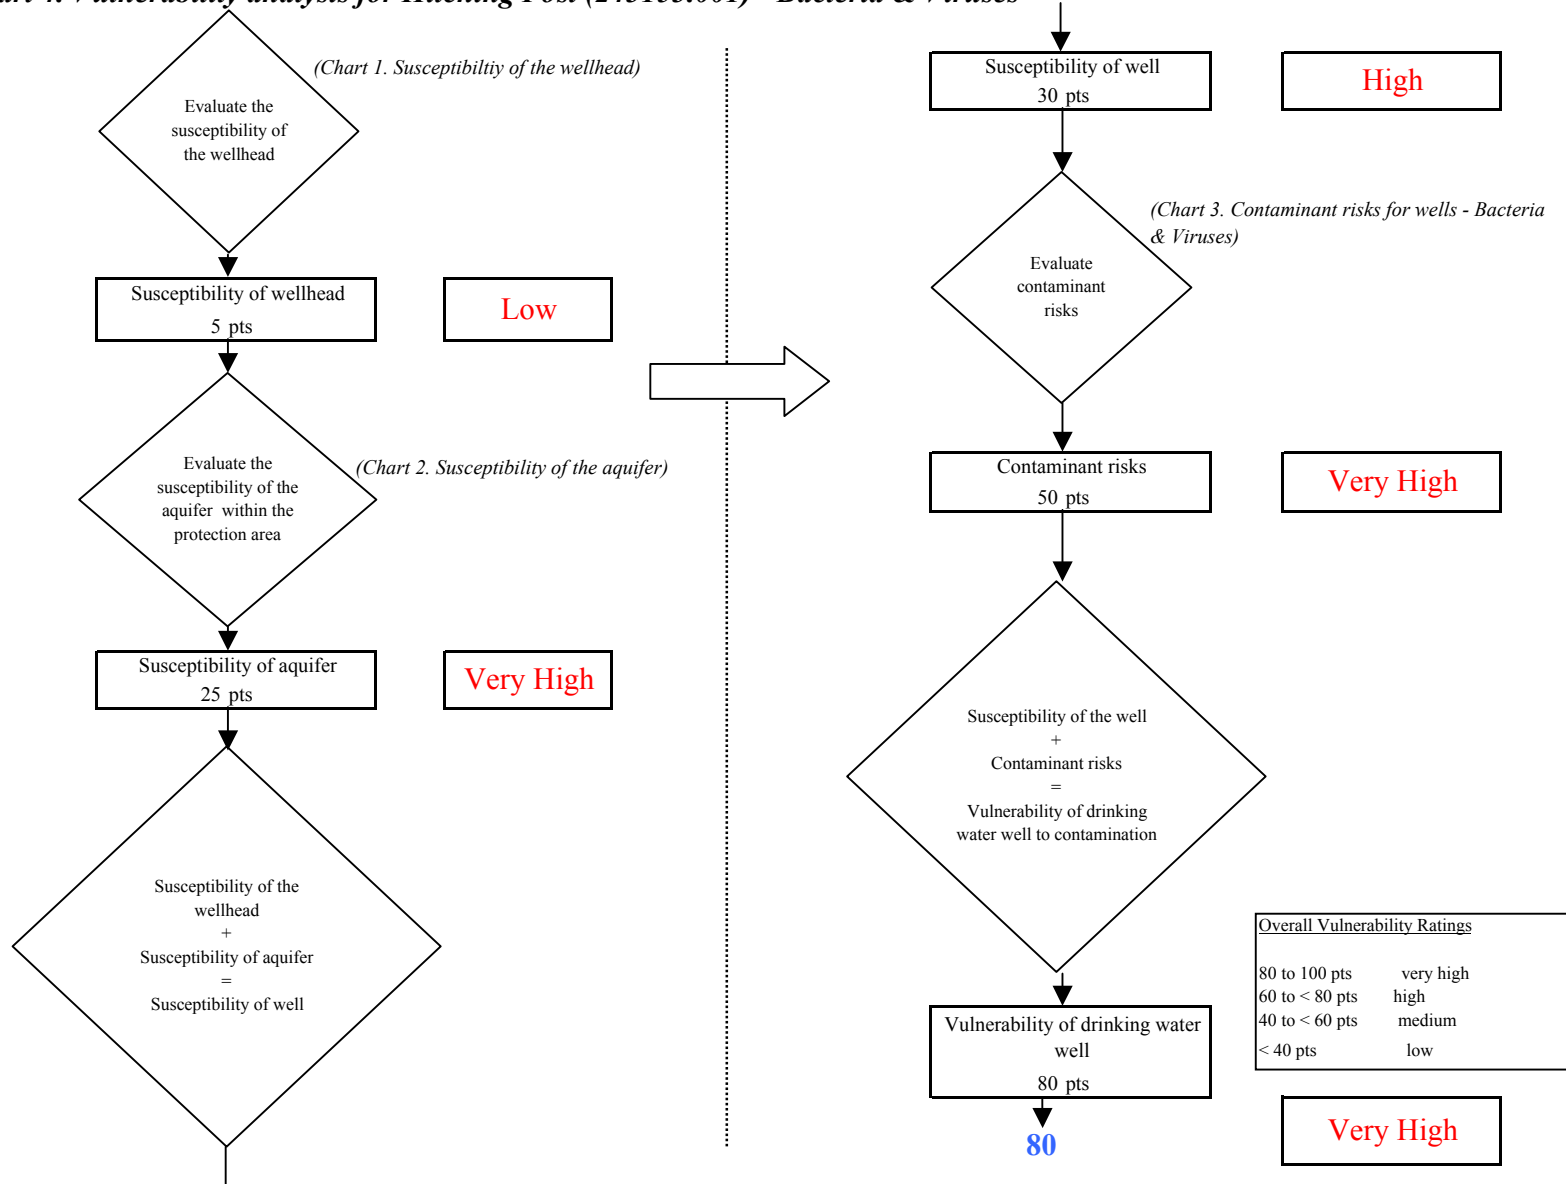 Chart 1. Susceptibiltiy of the wellhead)
Evaluate the
susceptibility of
the wellhead
Susceptibility of wellhead
5 pts
Low
Evaluate the
susceptibility of the
aquifer within the
protection area
(Chart 2. Susceptibility of the aquifer)
Susceptibility of aquifer
25 pts
Very High
Susceptibility of the
wellhead
+
Susceptibility of aquifer
=
Susceptibility of well
Susceptibility of well
30 pts
High
(Chart 3. Contaminant risks for wells - Bacteria
& Viruses)
Evaluate
contaminant
risks
Contaminant risks
50 pts
Very High
Susceptibility of the well
+
Contaminant risks
=
Vulnerability of drinking
water well to contamination
Overall Vulnerability Ratings
80 to 100 pts very high
60 to < 80 pts high
40 to < 60 pts medium
< 40 pts low
Vulnerability of drinking water
well
80 pts
80
Very High